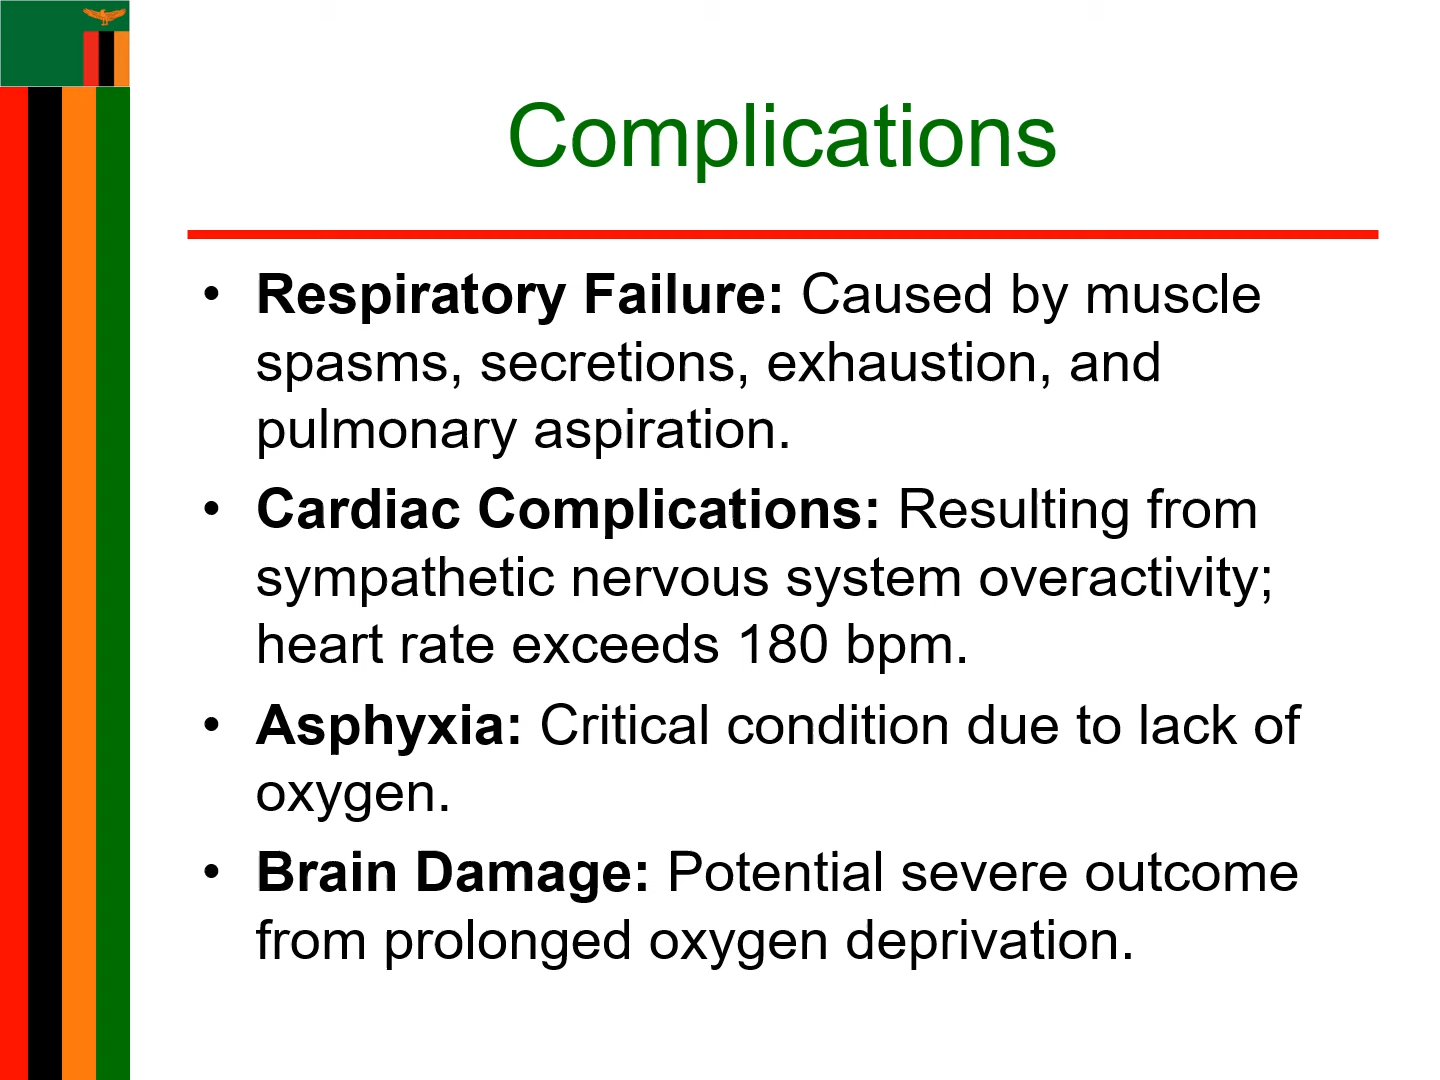 Complications
• Respiratory Failure: Caused by muscle
spasms, secretions, exhaustion, and
pulmonary aspiration.
• Cardiac Complications: Resulting from
sympathetic nervous system overactivity;
heart rate exceeds 180 bpm.
• Asphyxia: Critical condition due to lack of
oxygen.
• Brain Damage: Potential severe outcome
from prolonged oxygen deprivation.